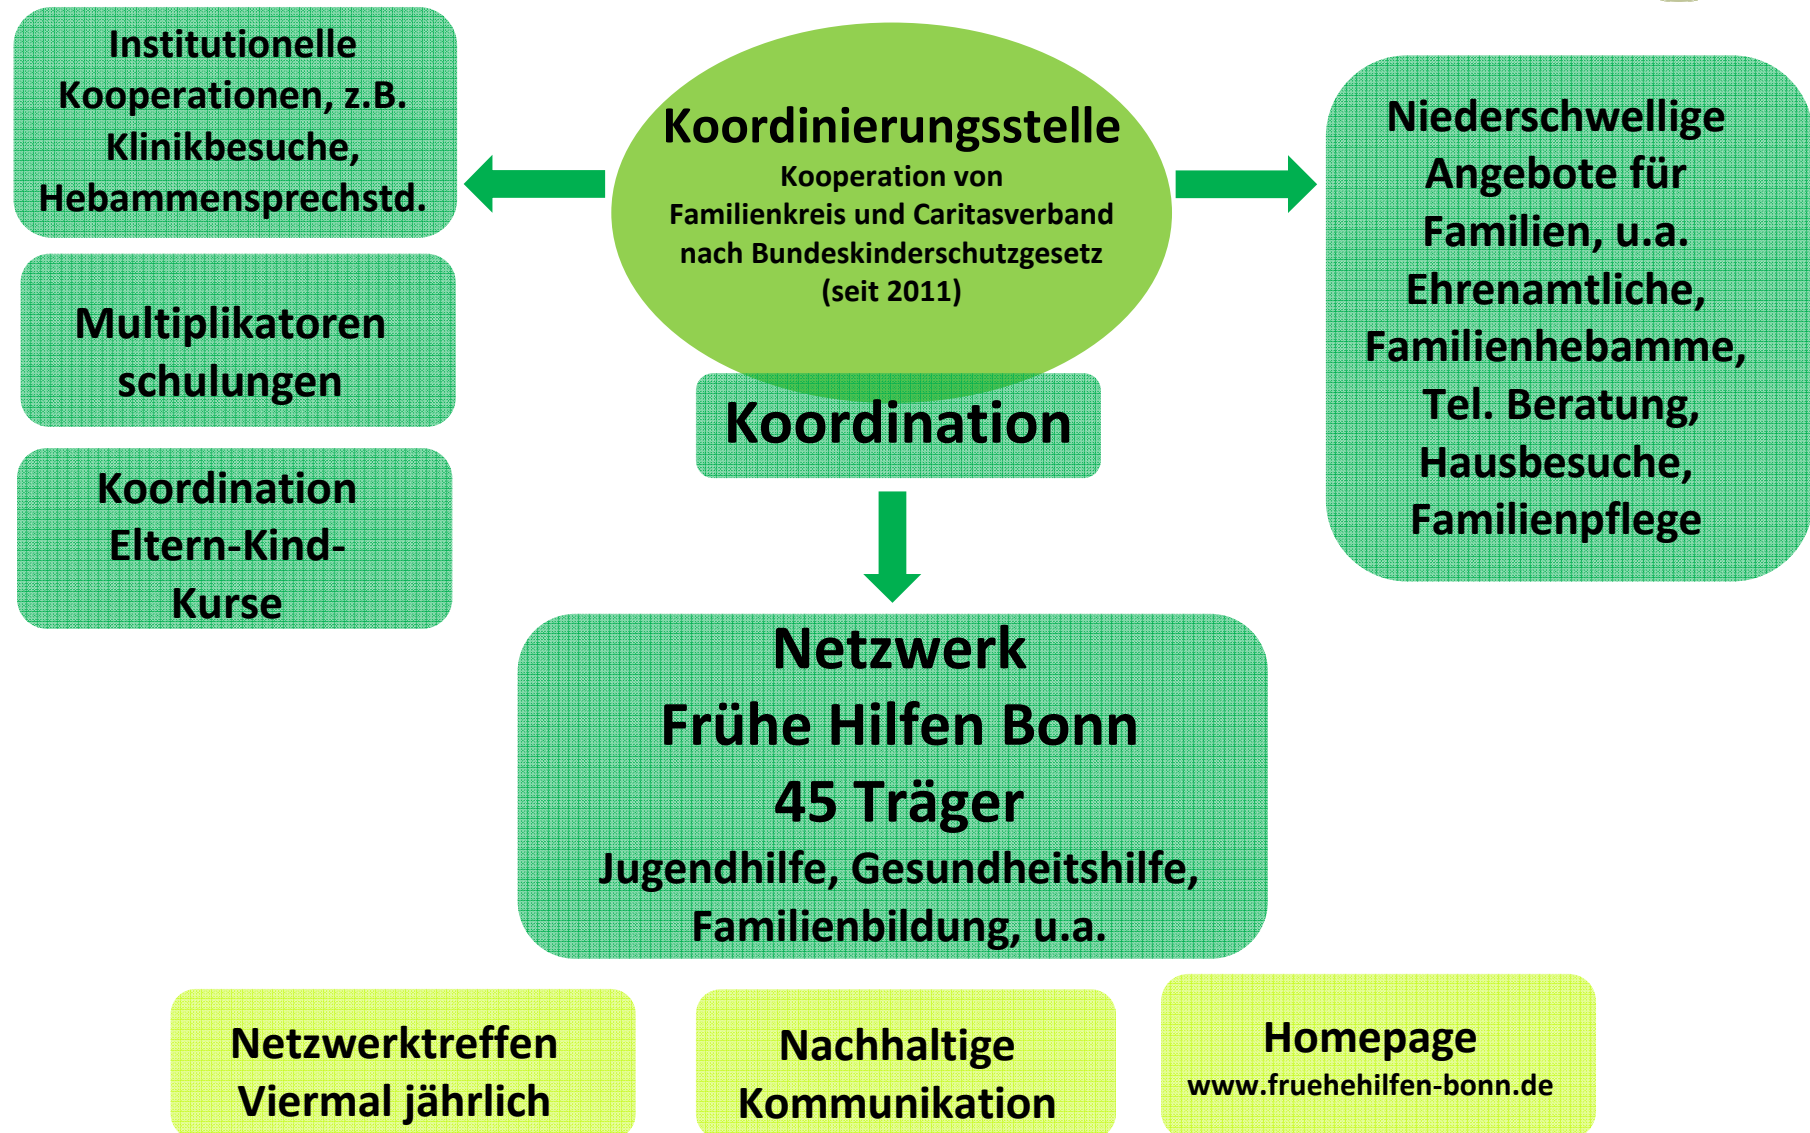 Institutionelle
Kooperationen, z.B.
Klinikbesuche,
Hebammensprechstd.
Multiplikatoren
schulungen
Koordination
Eltern-Kind-
Kurse
Koordinierungsstelle
Kooperation von
Familienkreis und Caritasverband
nach Bundeskinderschutzgesetz
(seit 2011)
Koordination
Niederschwellige
Angebote für
Familien, u.a.
Ehrenamtliche,
Familienhebamme,
Tel. Beratung,
Hausbesuche,
Familienpflege
Netzwerk
Frühe Hilfen Bonn
45 Träger
Jugendhilfe, Gesundheitshilfe,
Familienbildung, u.a.
Netzwerktreffen
Viermal jährlich
Nachhaltige
Kommunikation
Homepage
www.fruehehilfen-bonn.de